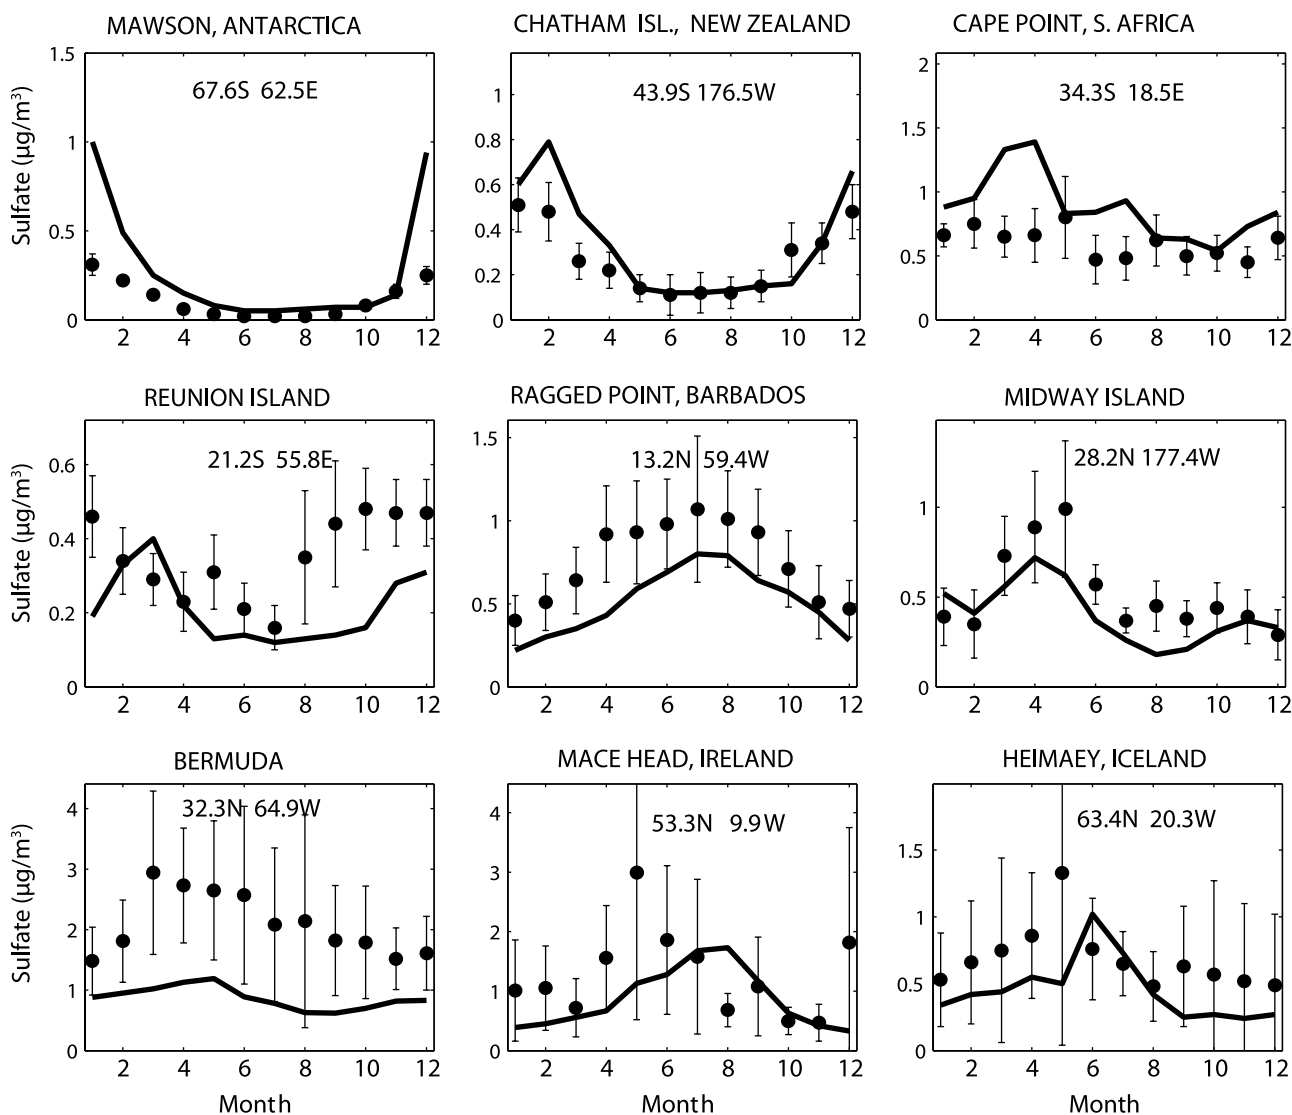 MAWSON, ANTARCTICA
CHATHAM ISL., NEW ZEALAND
CAPE POINT, S. AFRICA
67.6S 62.5E
43.9S 176.5W
34.3S 18.5E
Sulfate (μg/m³)
1.5
1
0.5
0
2 4 6 8 10 12
1
0.8
0.6
0.4
0.2
0
2 4 6 8 10 12
2
1.5
1
0.5
0
2 4 6 8 10 12
REUNION ISLAND
RAGGED POINT, BARBADOS
MIDWAY ISLAND
21.2S 55.8E
13.2N 59.4W
28.2N 177.4W
Sulfate (μg/m³)
0.6
0.4
0.2
0
2 4 6 8 10 12
1.5
1
0.5
0
2 4 6 8 10 12
1
0.5
0
2 4 6 8 10 12
BERMUDA
MACE HEAD, IRELAND
HEIMAEY, ICELAND
32.3N 64.9W
53.3N 9.9W
63.4N 20.3W
Sulfate (μg/m³)
4
3
2
1
0
2 4 6 8 10 12
4
3
2
1
0
2 4 6 8 10 12
1.5
1
0.5
0
2 4 6 8 10 12
Month
Month
Month